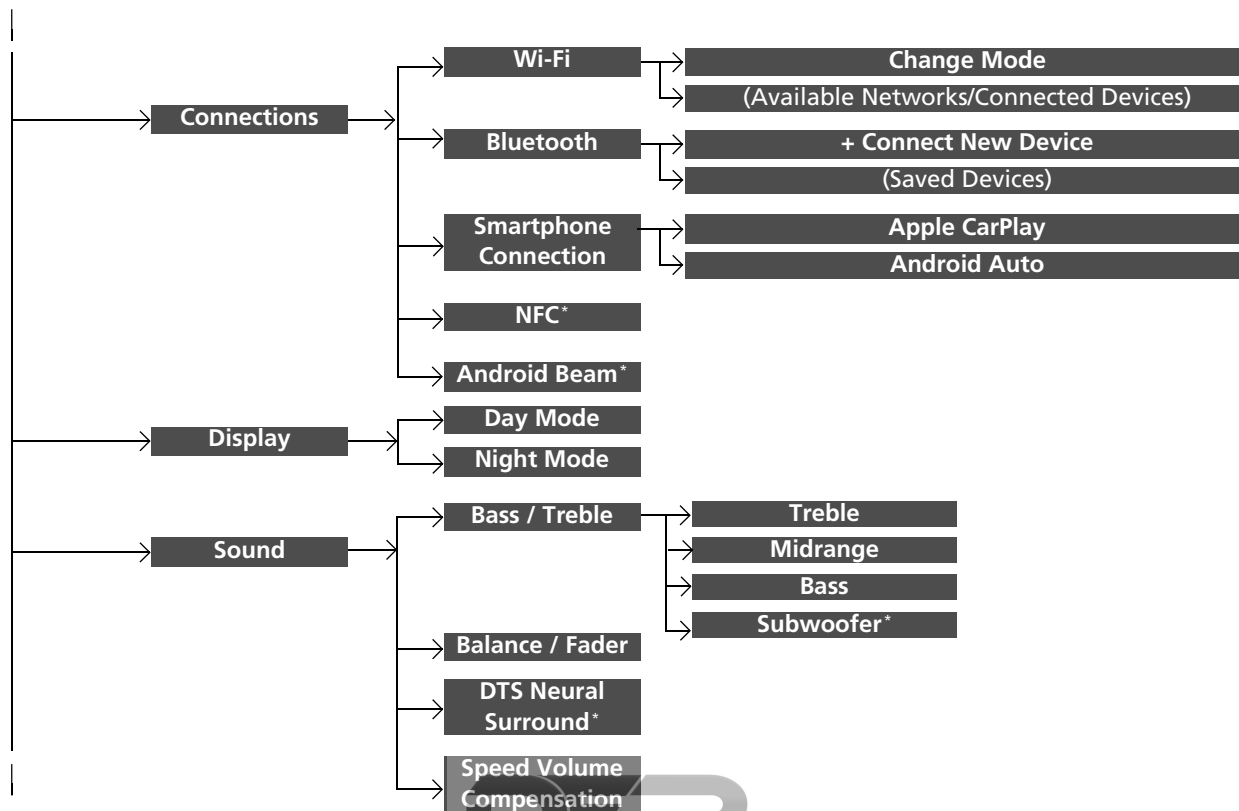 Connections
Wi-Fi
Change Mode
(Available Networks/Connected Devices)
Bluetooth
+ Connect New Device
(Saved Devices)
Smartphone
Connection
Apple CarPlay
Android Auto
NFC*
Android Beam*
Display
Day Mode
Night Mode
Sound
Bass / Treble
Treble
Midrange
Bass
Subwoofer*
Balance / Fader
DTS Neural
Surround*
Speed Volume
Compensation